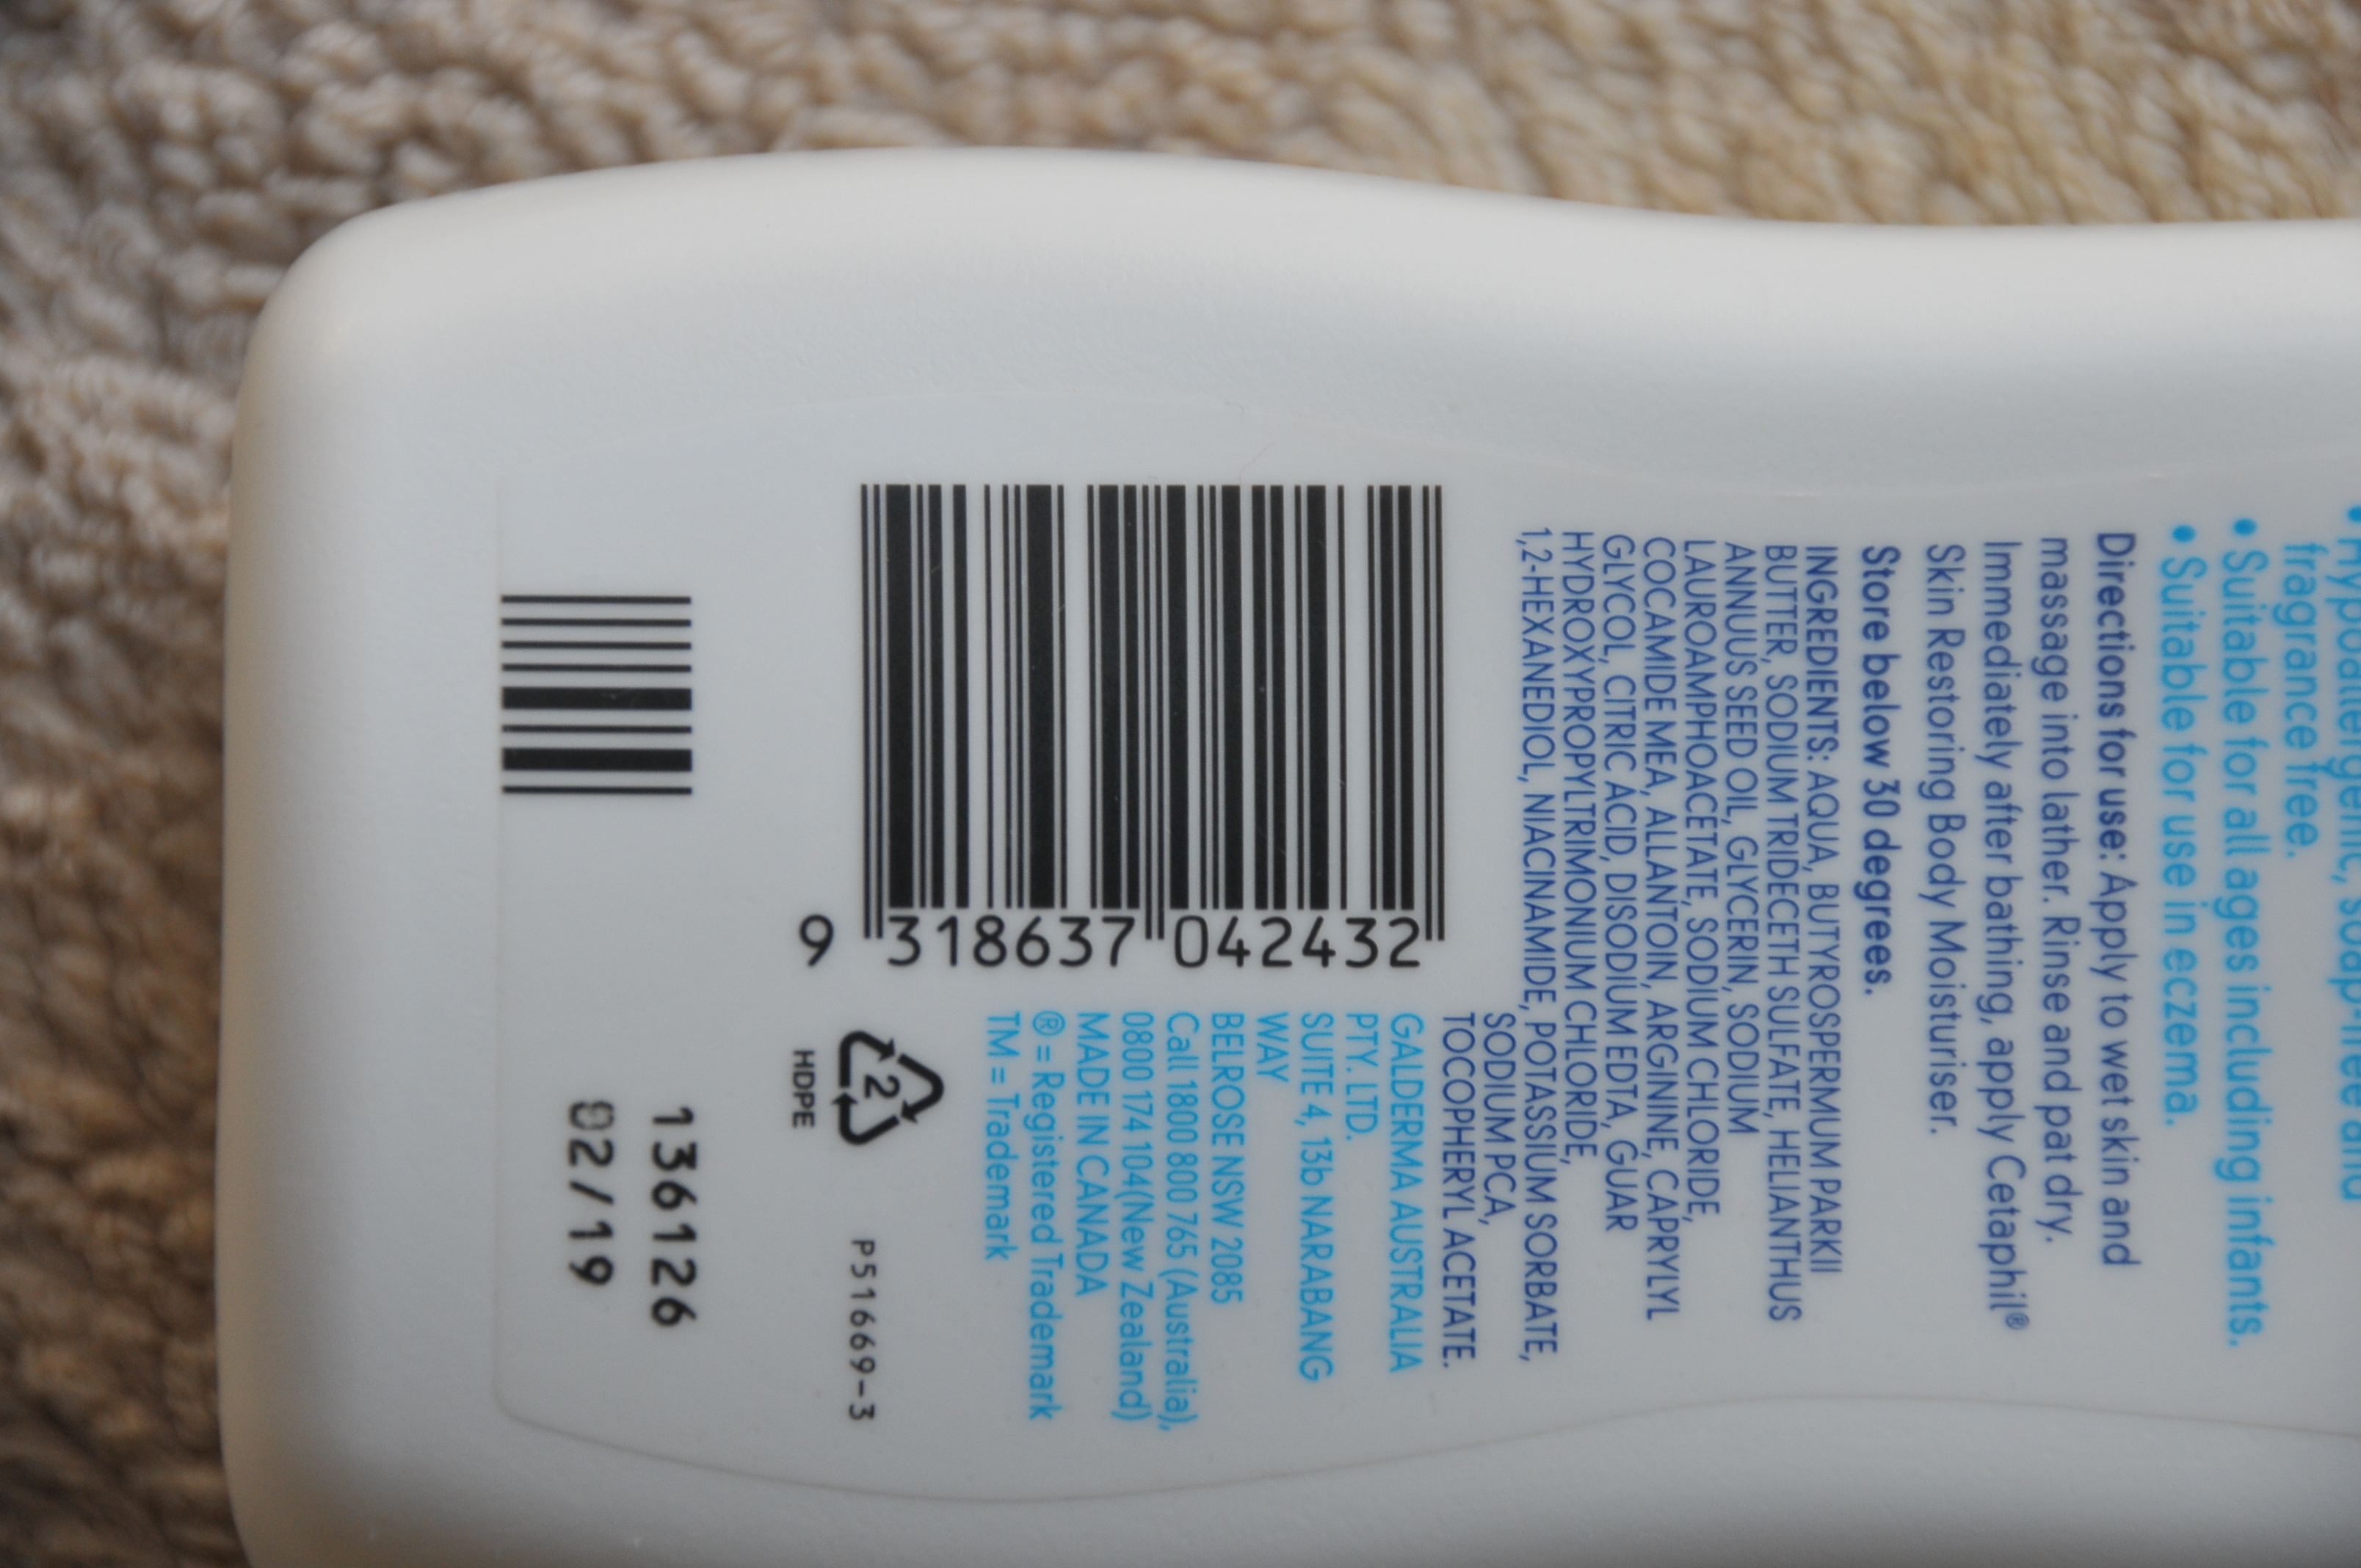 Hypoallergenic, soap-free and
fragrance free.
• Suitable for all ages including infants.
• Suitable for use in eczema.
Directions for use: Apply to wet skin and
massage into lather. Rinse and pat dry.
Immediately after bathing, apply Cetaphil®
Skin Restoring Body Moisturiser.
Store below 30 degrees.
INGREDIENTS: AQUA, BUTYROSPERMUM PARKII
BUTTER, SODIUM TRIDECETH SULFATE, HELIANTHUS
ANNUUS SEED OIL, GLYCERIN, SODIUM
LAUROAMPHOACETATE, SODIUM CHLORIDE,
COCAMIDE MEA, ALLANTOIN, ARGININE, CAPRYLYL
GLYCOL, CITRIC ACID, DISODIUM EDTA, GUAR
HYDROXYPROPYLTRIMONIUM CHLORIDE,
1,2-HEXANEDIOL, NIACINAMIDE, POTASSIUM SORBATE,
SODIUM PCA,
TOCOPHERYL ACETATE.
GALDERMA AUSTRALIA
PTY. LTD.
SUITE 4, 13b NARABANG
WAY
BELROSE NSW 2085
Call 1800 800 765 (Australia),
0800 174 104(New Zealand)
MADE IN CANADA
® = Registered Trademark
TM = Trademark
9 318637 042432
2
HDPE
P516669-3
136126
02/19